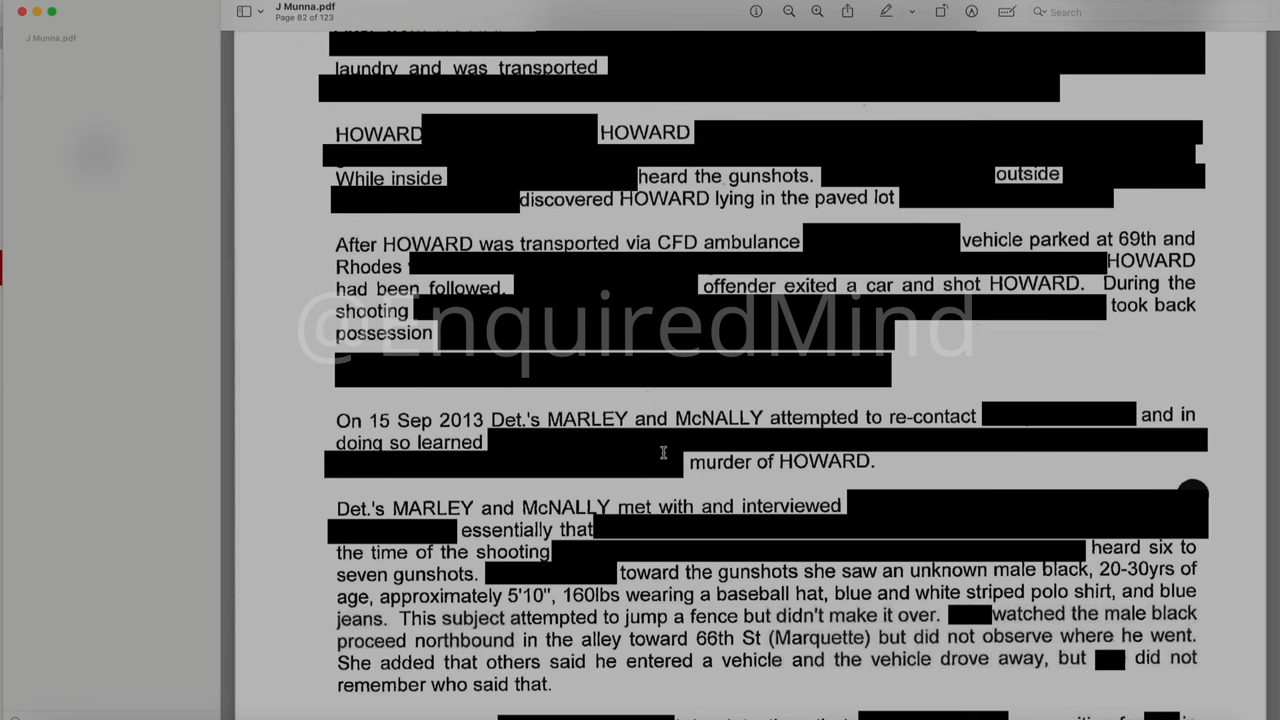 J Munna.pdf
Page 82 of 123
Search
J Munna.pdf
laundry and was transported
HOWARD HOWARD
While inside heard the gunshots. outside
discovered HOWARD lying in the paved lot
After HOWARD was transported via CFD ambulance vehicle parked at 69th and
Rhodes HOWARD
had been followed. offender exited a car and shot HOWARD. During the
shooting took back
possession
@EnquiredMind
On 15 Sep 2013 Det.'s MARLEY and McNALLY attempted to re-contact and in
doing so learned
murder of HOWARD.
Det.'s MARLEY and McNALLY met with and interviewed
essentially that
the time of the shooting heard six to
seven gunshots. toward the gunshots she saw an unknown male black, 20-30yrs of
age, approximately 5'10", 160lbs wearing a baseball hat, blue and white striped polo shirt, and blue
jeans. This subject attempted to jump a fence but didn't make it over. watched the male black
proceed northbound in the alley toward 66th St (Marquette) but did not observe where he went.
She added that others said he entered a vehicle and the vehicle drove away, but did not
remember who said that.